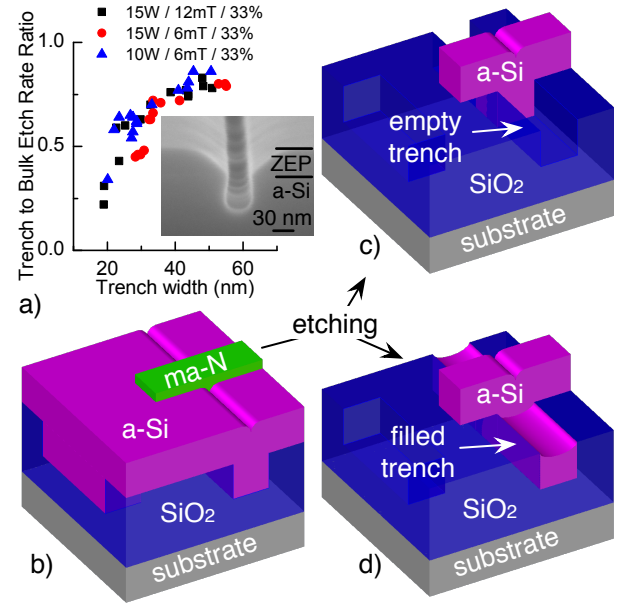 15W / 12mT / 33%
15W / 6mT / 33%
10W / 6mT / 33%
Trench to Bulk Etch Rate Ratio
1.0
0.5
0.0
20 40 60 80
Trench width (nm)
ZEP
a-Si
30 nm
a)
a-Si
empty
trench
SiO₂
substrate
c)
etching
ma-N
a-Si
SiO₂
substrate
b)
a-Si
filled
trench
SiO₂
substrate
d)